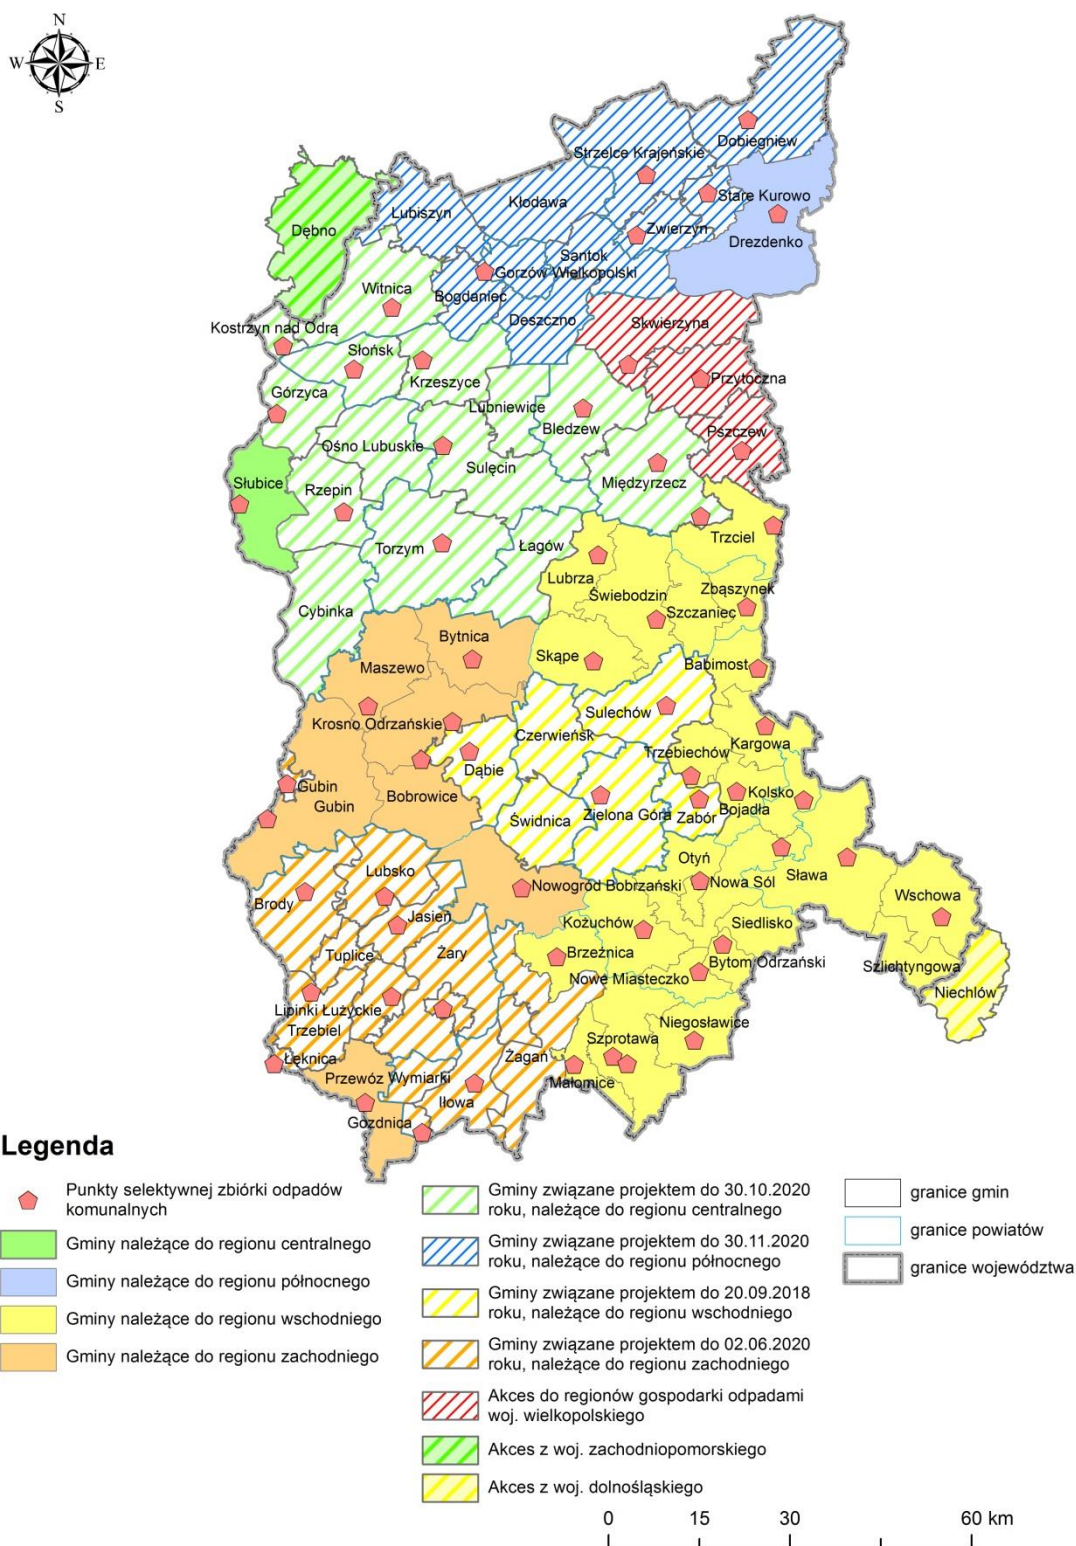 N
W E
S
Dobiegniew
Strzelce Krajeńskie
Stare Kurowo
Kłodawa
Lubiszyn
Zwierzyn
Dębno
Drezdenko
Santok
Gorzów Wielkopolski
Witnica
Bogdaniec
Deszczno
Skwierzyna
Kostrzyn nad Odrą
Słońsk
Krzeszyce
Przytoczna
Górzyca
Lubniewice
Bledzew
Pszczew
Ośno Lubuskie
Sulęcin
Słubice
Międzyrzecz
Rzepin
Trzciel
Torzym
Łagów
Lubrza
Zbąszynek
Świebodzin
Cybinka
Szczaniec
Bytnica
Skąpe
Babimost
Maszewo
Sulechów
Krosno Odrzańskie
Czerwieńsk
Kargowa
Trzebiechów
Dąbie
Gubin
Kolsko
Gubin
Bobrowice
Bojadła
Świdnica
Zielona Góra
Zabór
Otyń
Lubsko
Sława
Nowogród Bobrzański
Nowa Sól
Wschowa
Brody
Jasień
Kożuchów
Siedlisko
Żary
Tuplice
Brzeźnica
Bytom Odrzański
Szlichtyngowa
Nowe Miasteczko
Niechlów
Lipinki Łużyckie
Niegosławice
Trzebiel
Szprotawa
Łęknica
Żagań
Przewóz
Wymiarki
Małomice
Iłowa
Gozdnica
Legenda
Punkty selektywnej zbiórki odpadów
komunalnych
Gminy należące do regionu centralnego
Gminy należące do regionu północnego
Gminy należące do regionu wschodniego
Gminy należące do regionu zachodniego
Gminy związane projektem do 30.10.2020
roku, należące do regionu centralnego
Gminy związane projektem do 30.11.2020
roku, należące do regionu północnego
Gminy związane projektem do 20.09.2018
roku, należące do regionu wschodniego
Gminy związane projektem do 02.06.2020
roku, należące do regionu zachodniego
Akces do regionów gospodarki odpadami
woj. wielkopolskiego
Akces z woj. zachodniopomorskiego
Akces z woj. dolnośląskiego
granice gmin
granice powiatów
granice województwa
0 15 30 60 km